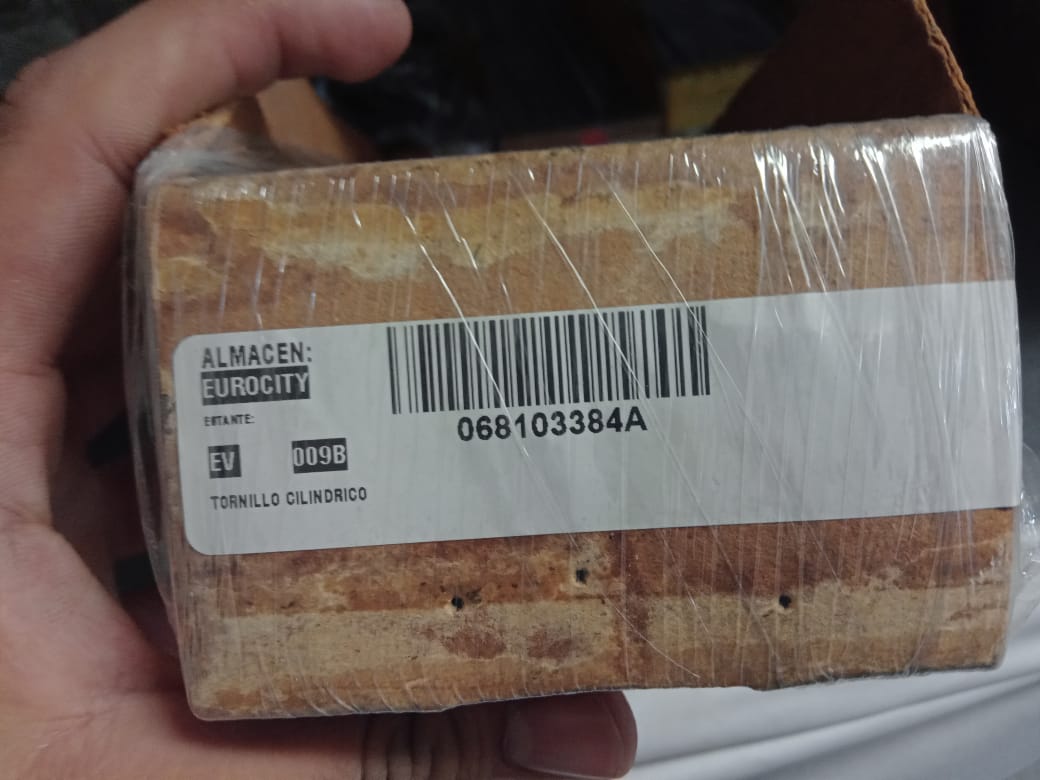 ALMACEN:
EUROCITY
ESTANTE:
EV 009B
TORNILLO CILINDRICO
068103384A